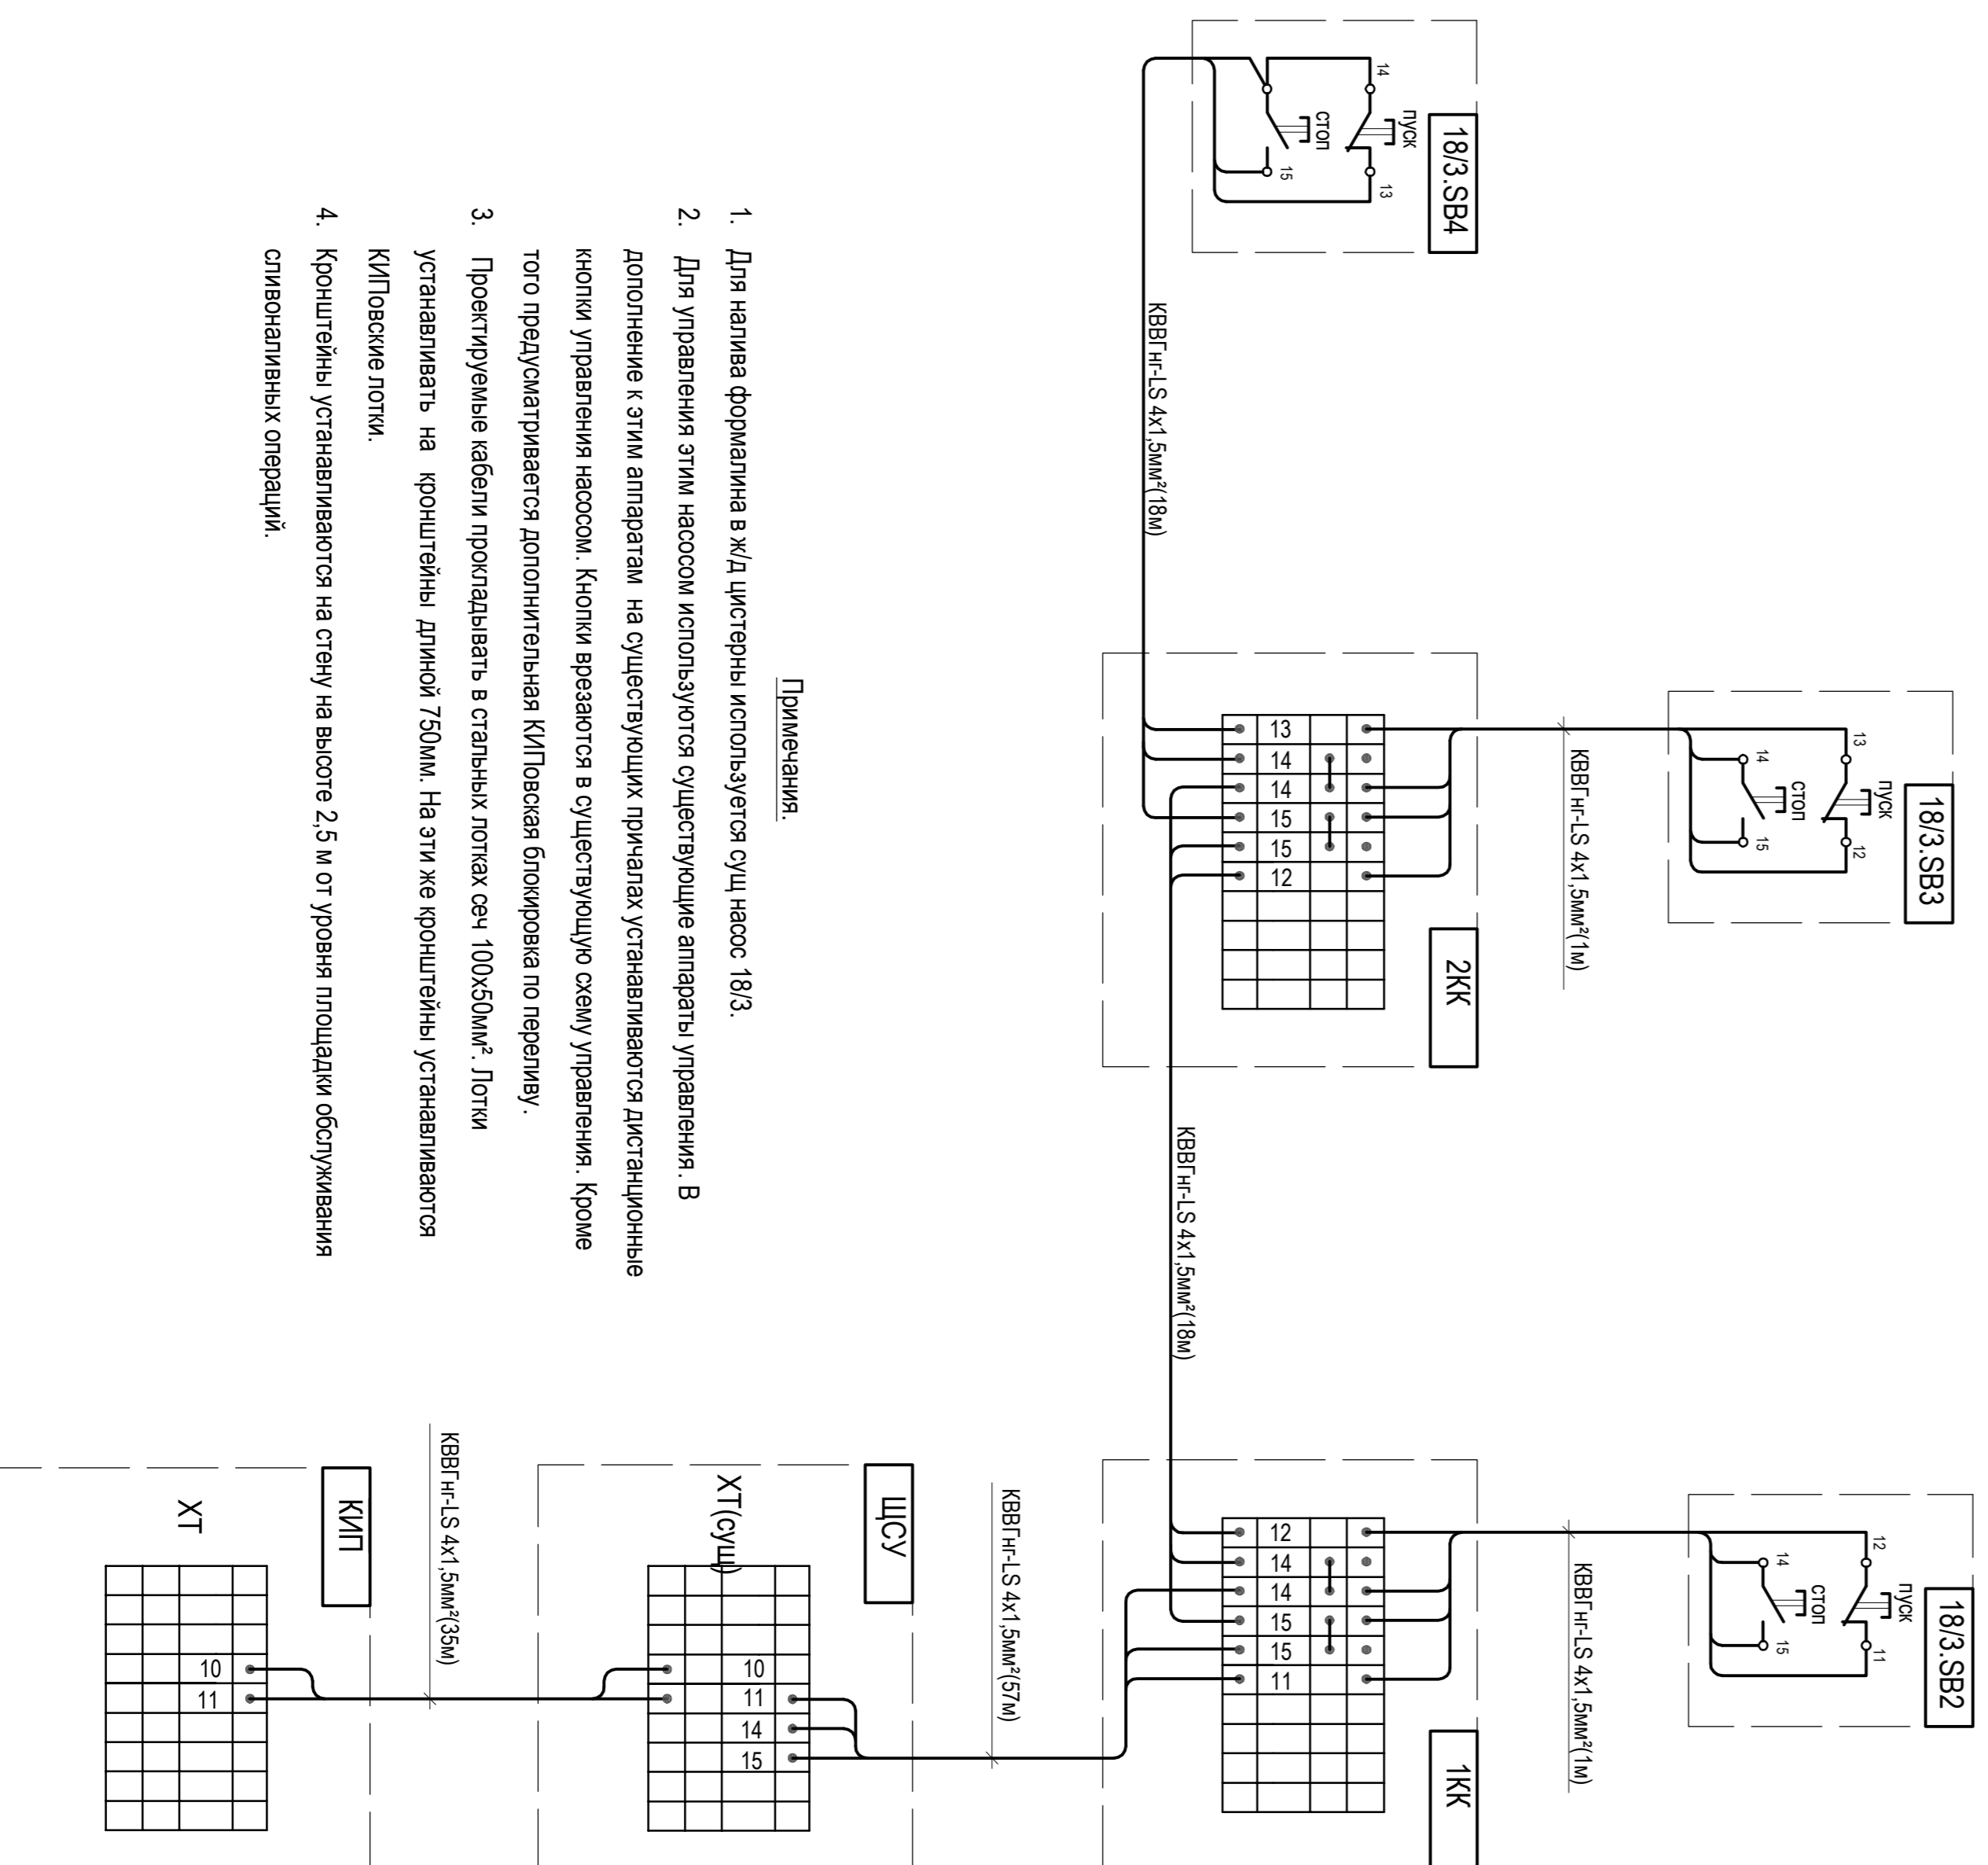 18/3.SB4
пуск
стоп
14
13
15
КВВГнг-LS 4х1,5мм²(18м)
18/3.SB3
пуск
стоп
13
12
14
15
КВВГнг-LS 4х1,5мм²(1м)
2КК
13
14
14
15
15
12
КВВГнг-LS 4х1,5мм²(18м)
18/3.SB2
пуск
стоп
12
11
14
15
КВВГнг-LS 4х1,5мм²(1м)
1КК
12
14
14
15
15
11
КВВГнг-LS 4х1,5мм²(57м)
ЩСУ
ХТ(сущ)
10
11
14
15
КВВГнг-LS 4х1,5мм²(35м)
КИП
ХТ
10
11
Примечания.
1. Для налива формалина в ж/д цистерны используется сущ насос 18/3.
2. Для управления этим насосом используются существующие аппараты управления. В
дополнение к этим аппаратам на существующих причалах устанавливаются дистанционные
кнопки управления насосом. Кнопки врезаются в существующую схему управления. Кроме
того предусматривается дополнительная КИПовская блокировка по переливу.
3. Проектируемые кабели прокладывать в стальных лотках сеч 100х50мм². Лотки
устанавливать на кронштейны длиной 750мм. На эти же кронштейны устанавливаются
КИПовские лотки.
4. Кронштейны устанавливаются на стену на высоте 2,5 м от уровня площадки обслуживания
сливоналивных операций.